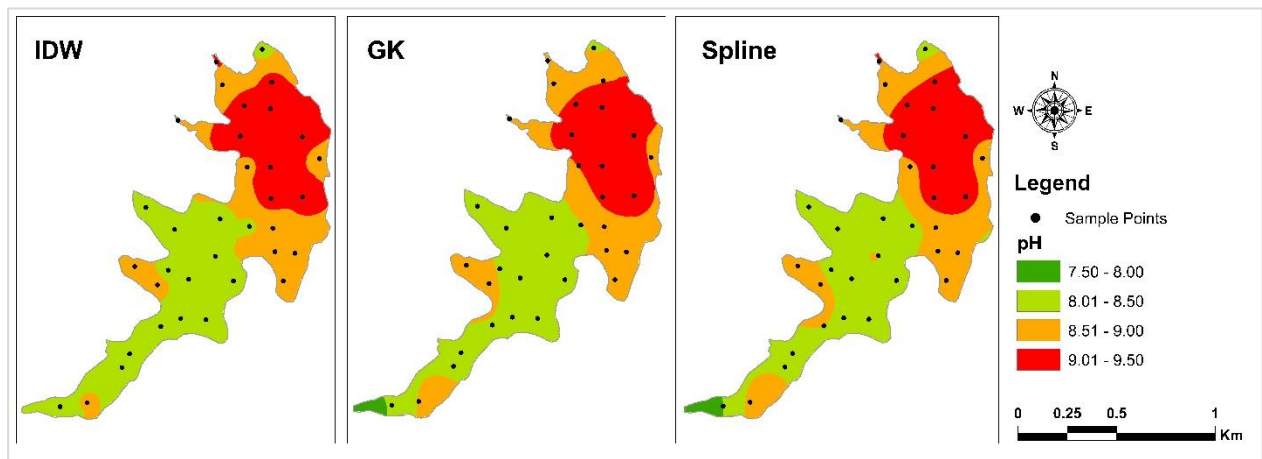 IDW
GK
Spline
N
W
E
S
Legend
Sample Points
pH
7.50 - 8.00
8.01 - 8.50
8.51 - 9.00
9.01 - 9.50
0 0.25 0.5 1
Km